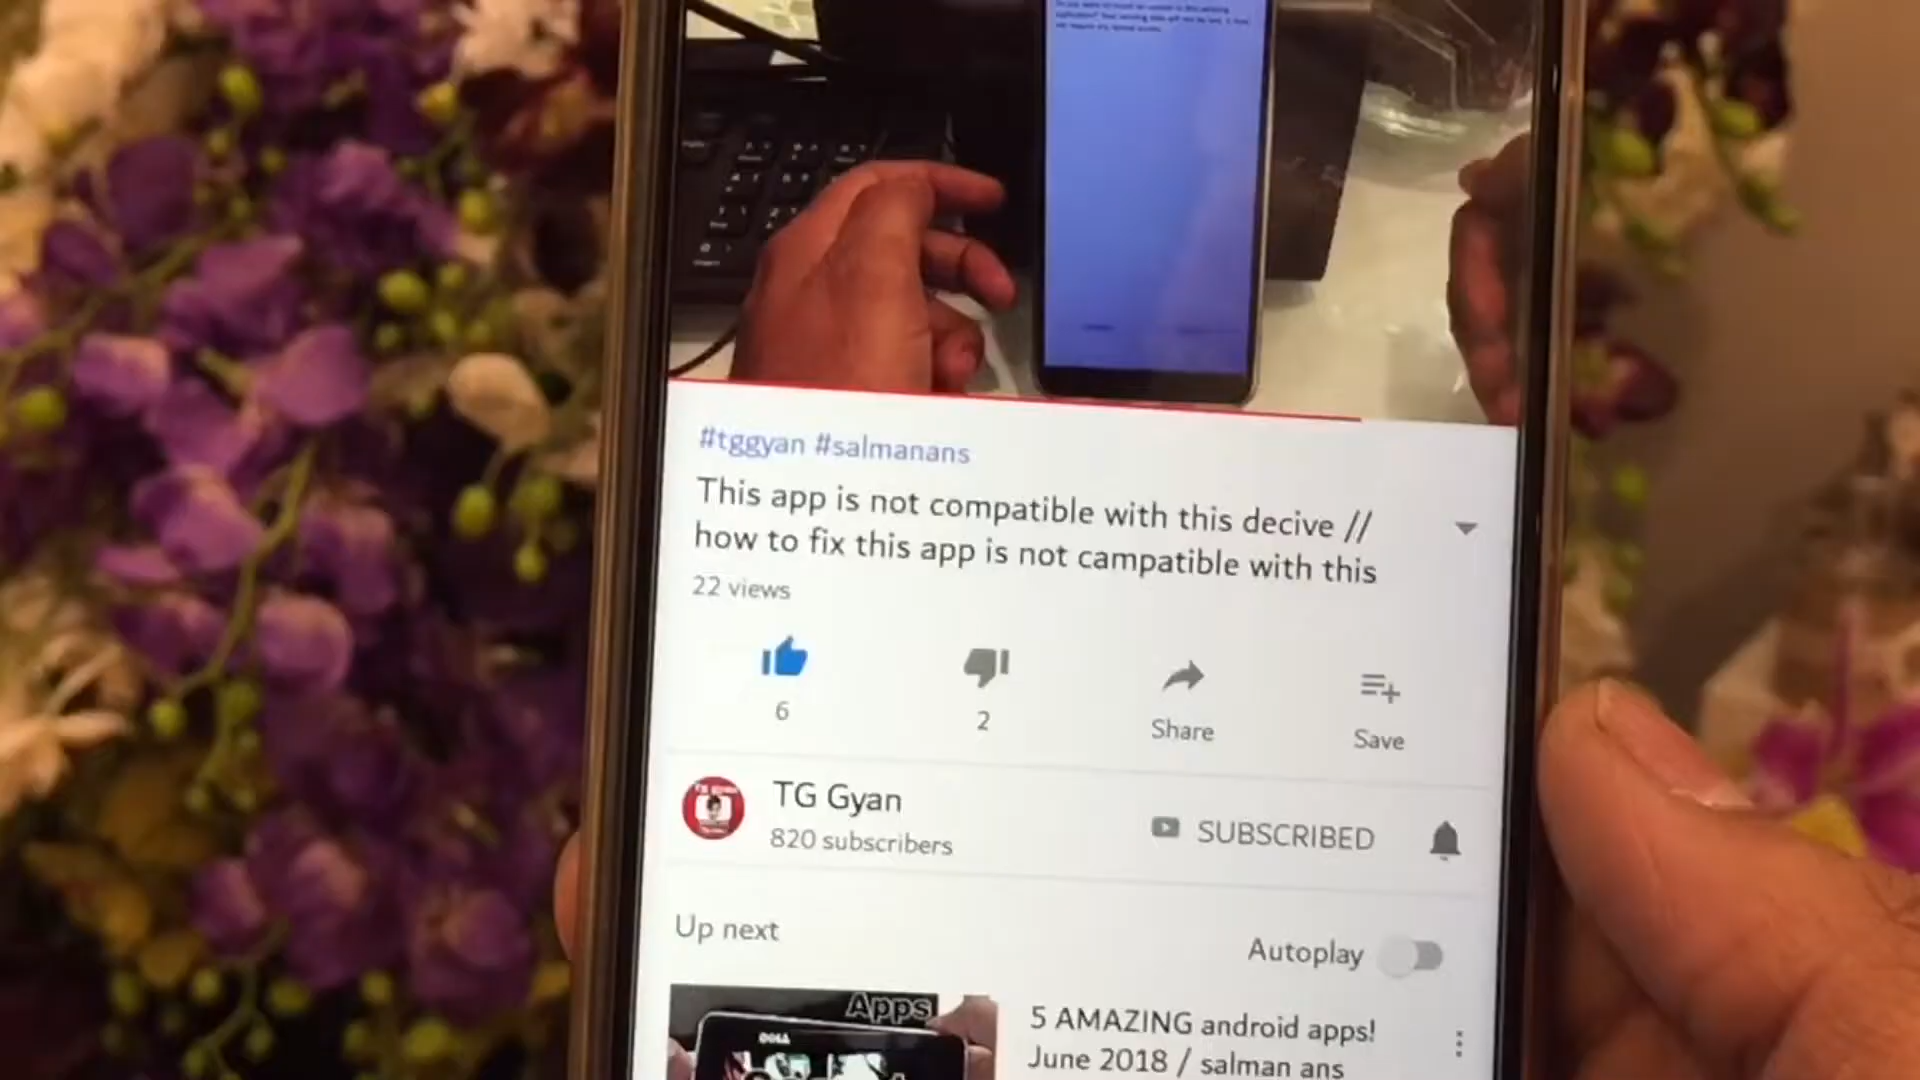 #tggyan #salmanans
This app is not compatible with this decive //
how to fix this app is not campatible with this
22 views
6
2
Share
Save
TG Gyan
820 subscribers
SUBSCRIBED
Up next
Autoplay
Apps
DELL
5 AMAZING android apps!
June 2018 / salman ans